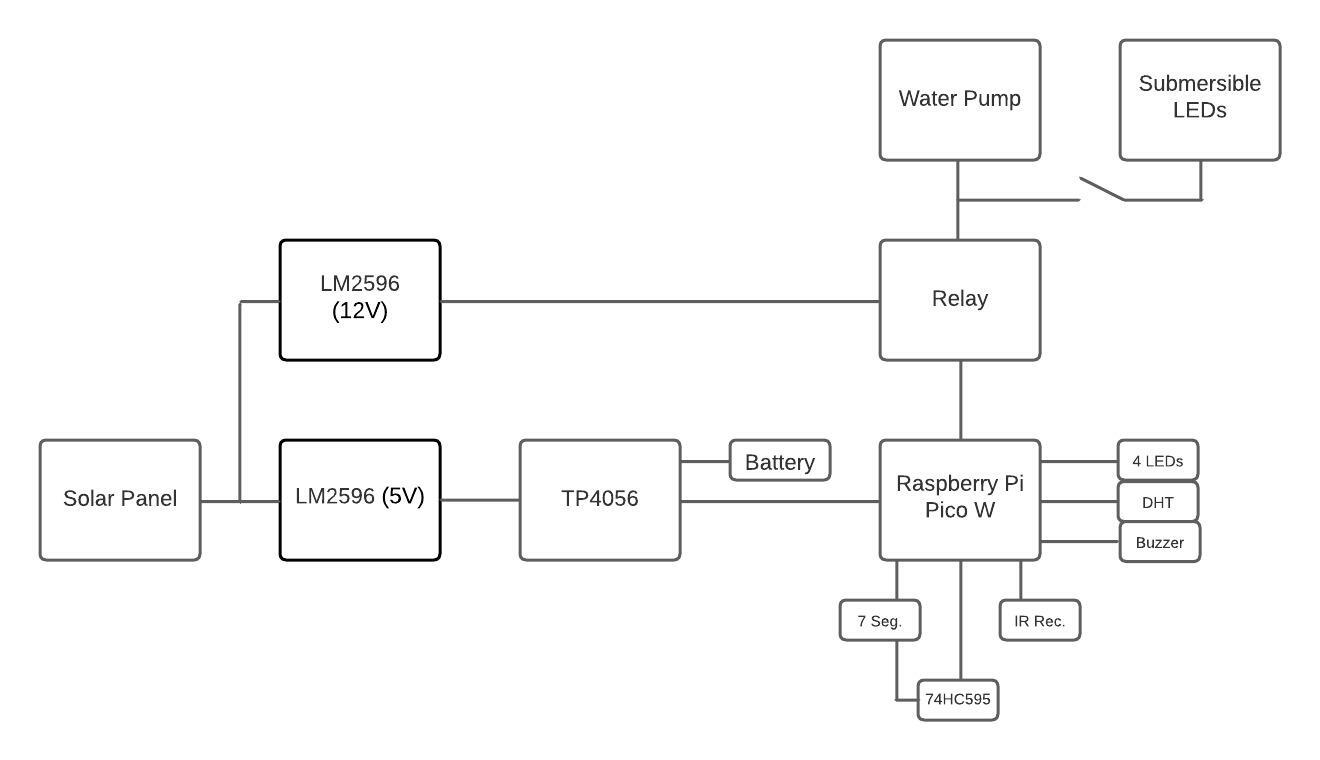 Water Pump
Submersible
LEDs
LM2596
(12V)
Relay
Solar Panel
LM2596 (5V)
TP4056
Battery
Raspberry Pi
Pico W
4 LEDs
DHT
Buzzer
7 Seg.
IR Rec.
74HC595